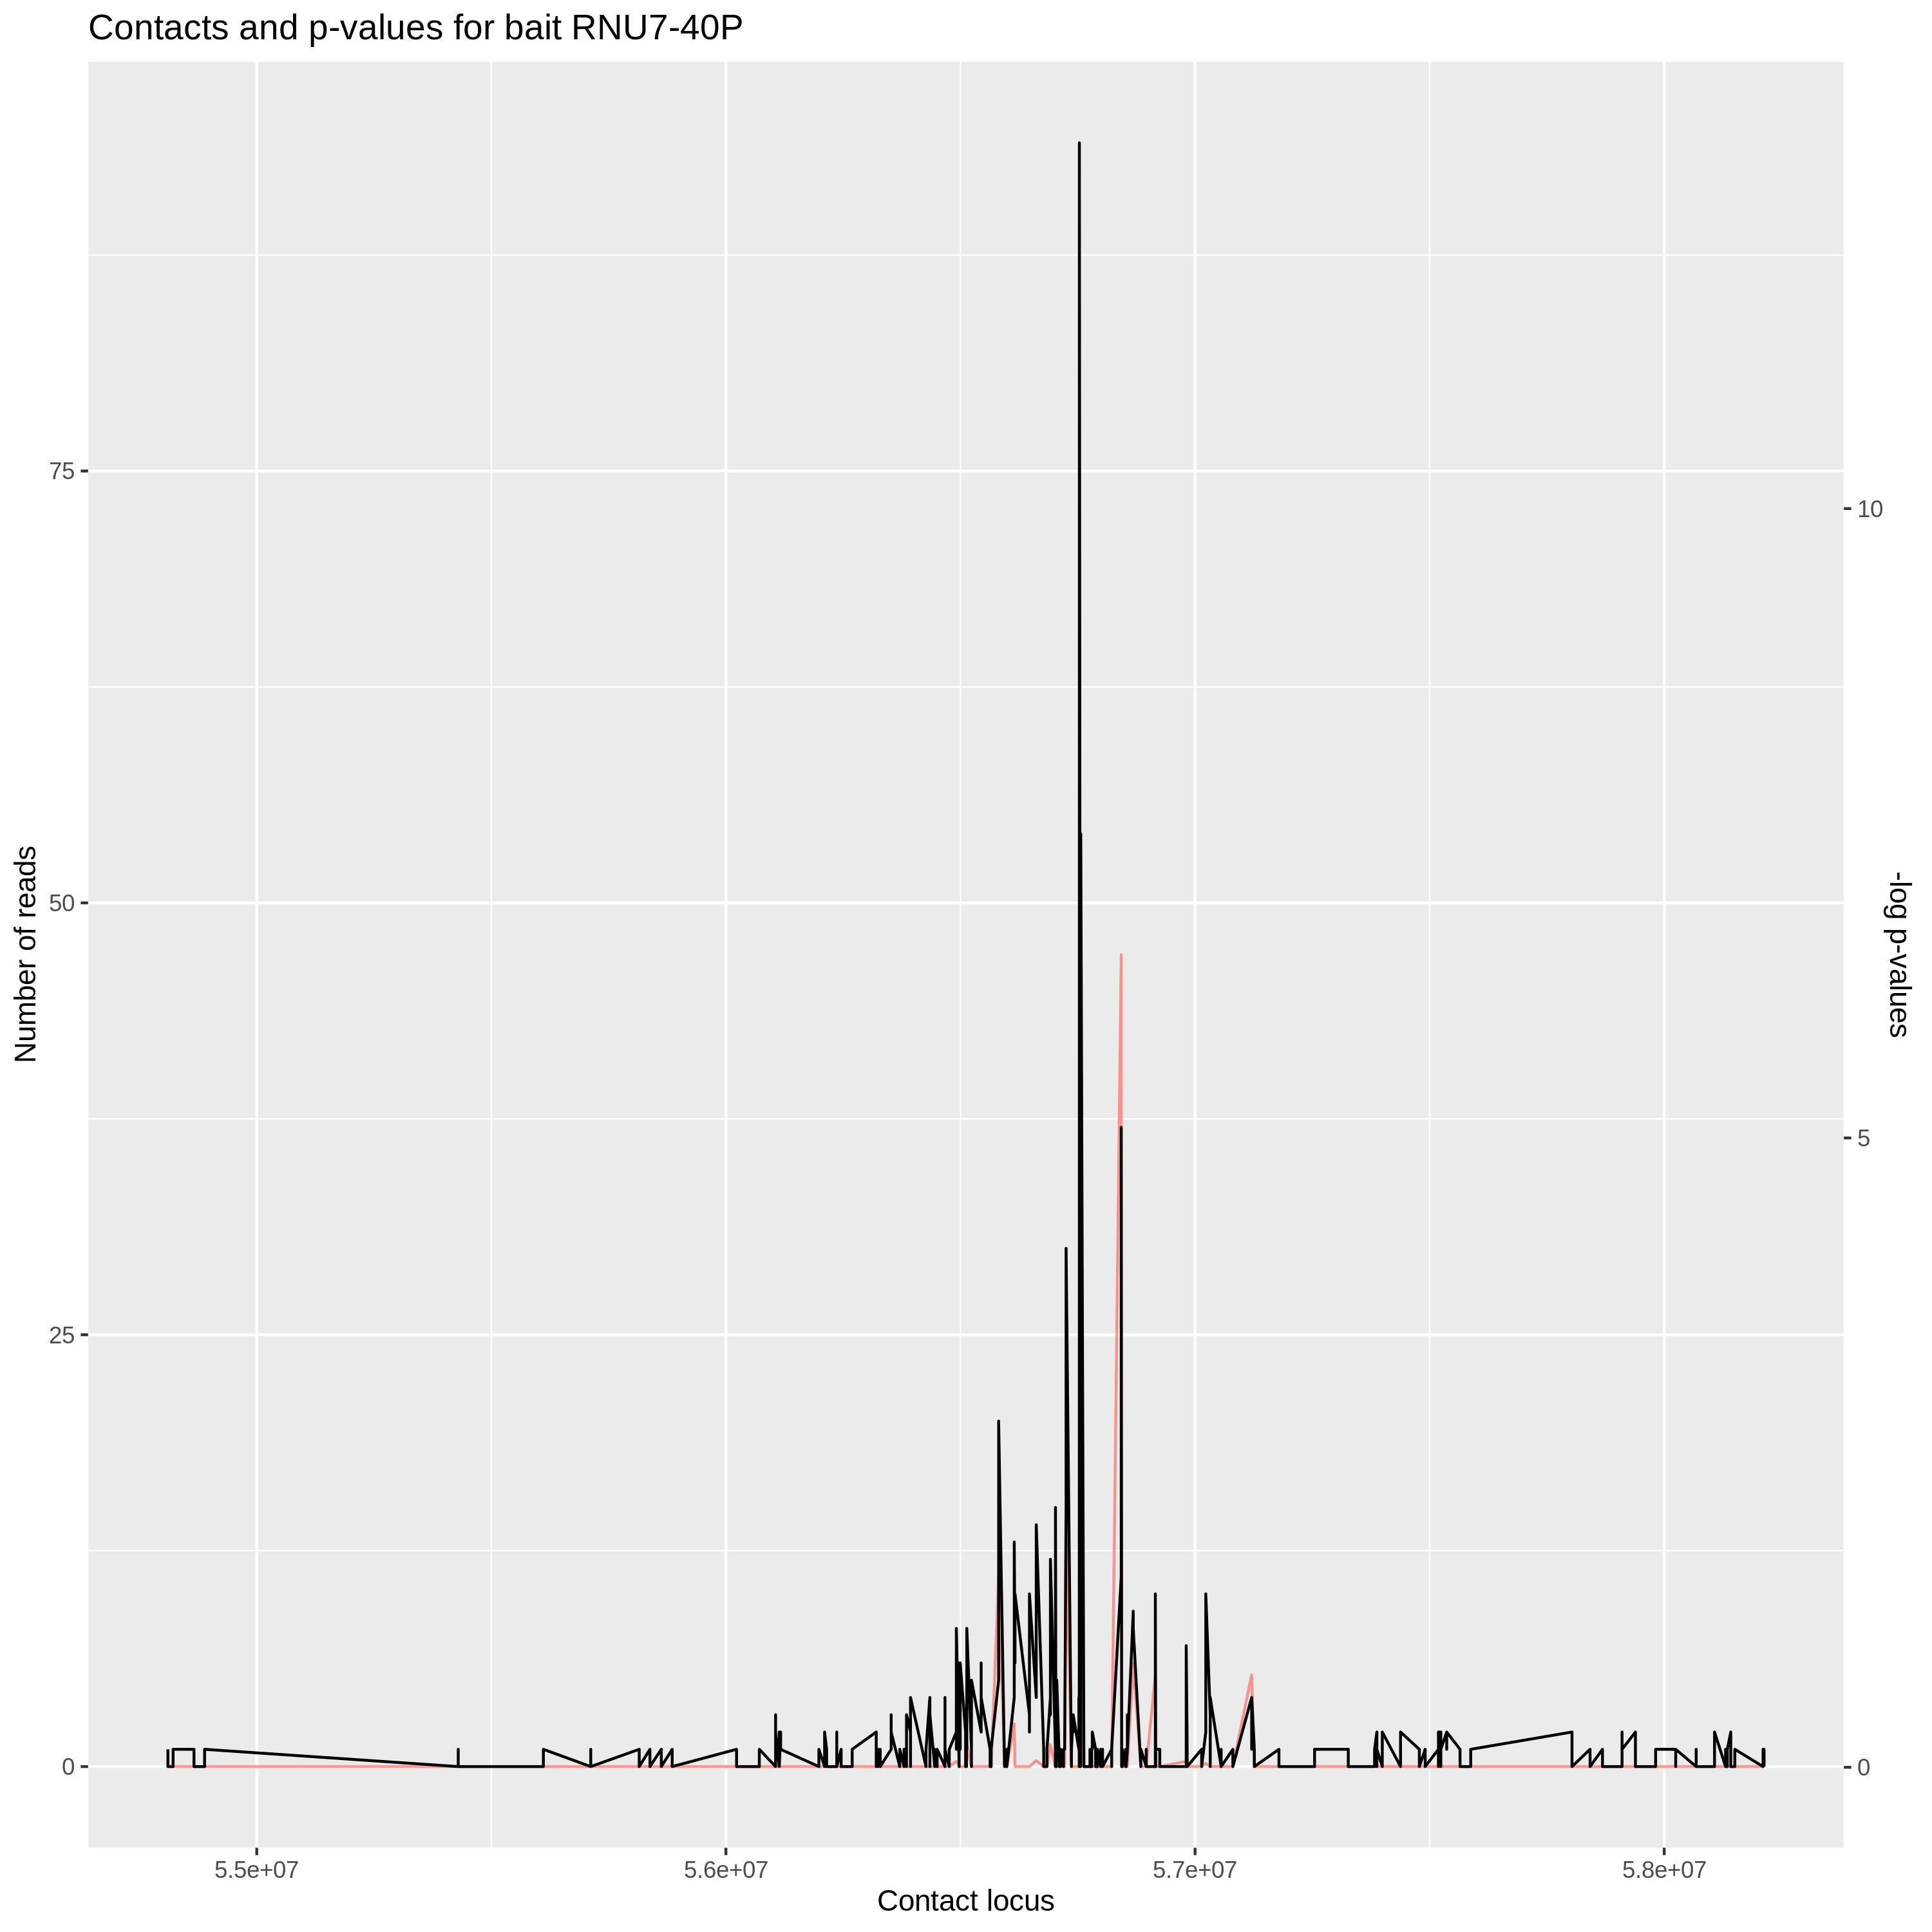 Contacts and p-values for bait RNU7-40P
75
50
25
0
10
5
0
Number of reads
-log p-values
5.5e+07
5.6e+07
5.7e+07
5.8e+07
Contact locus